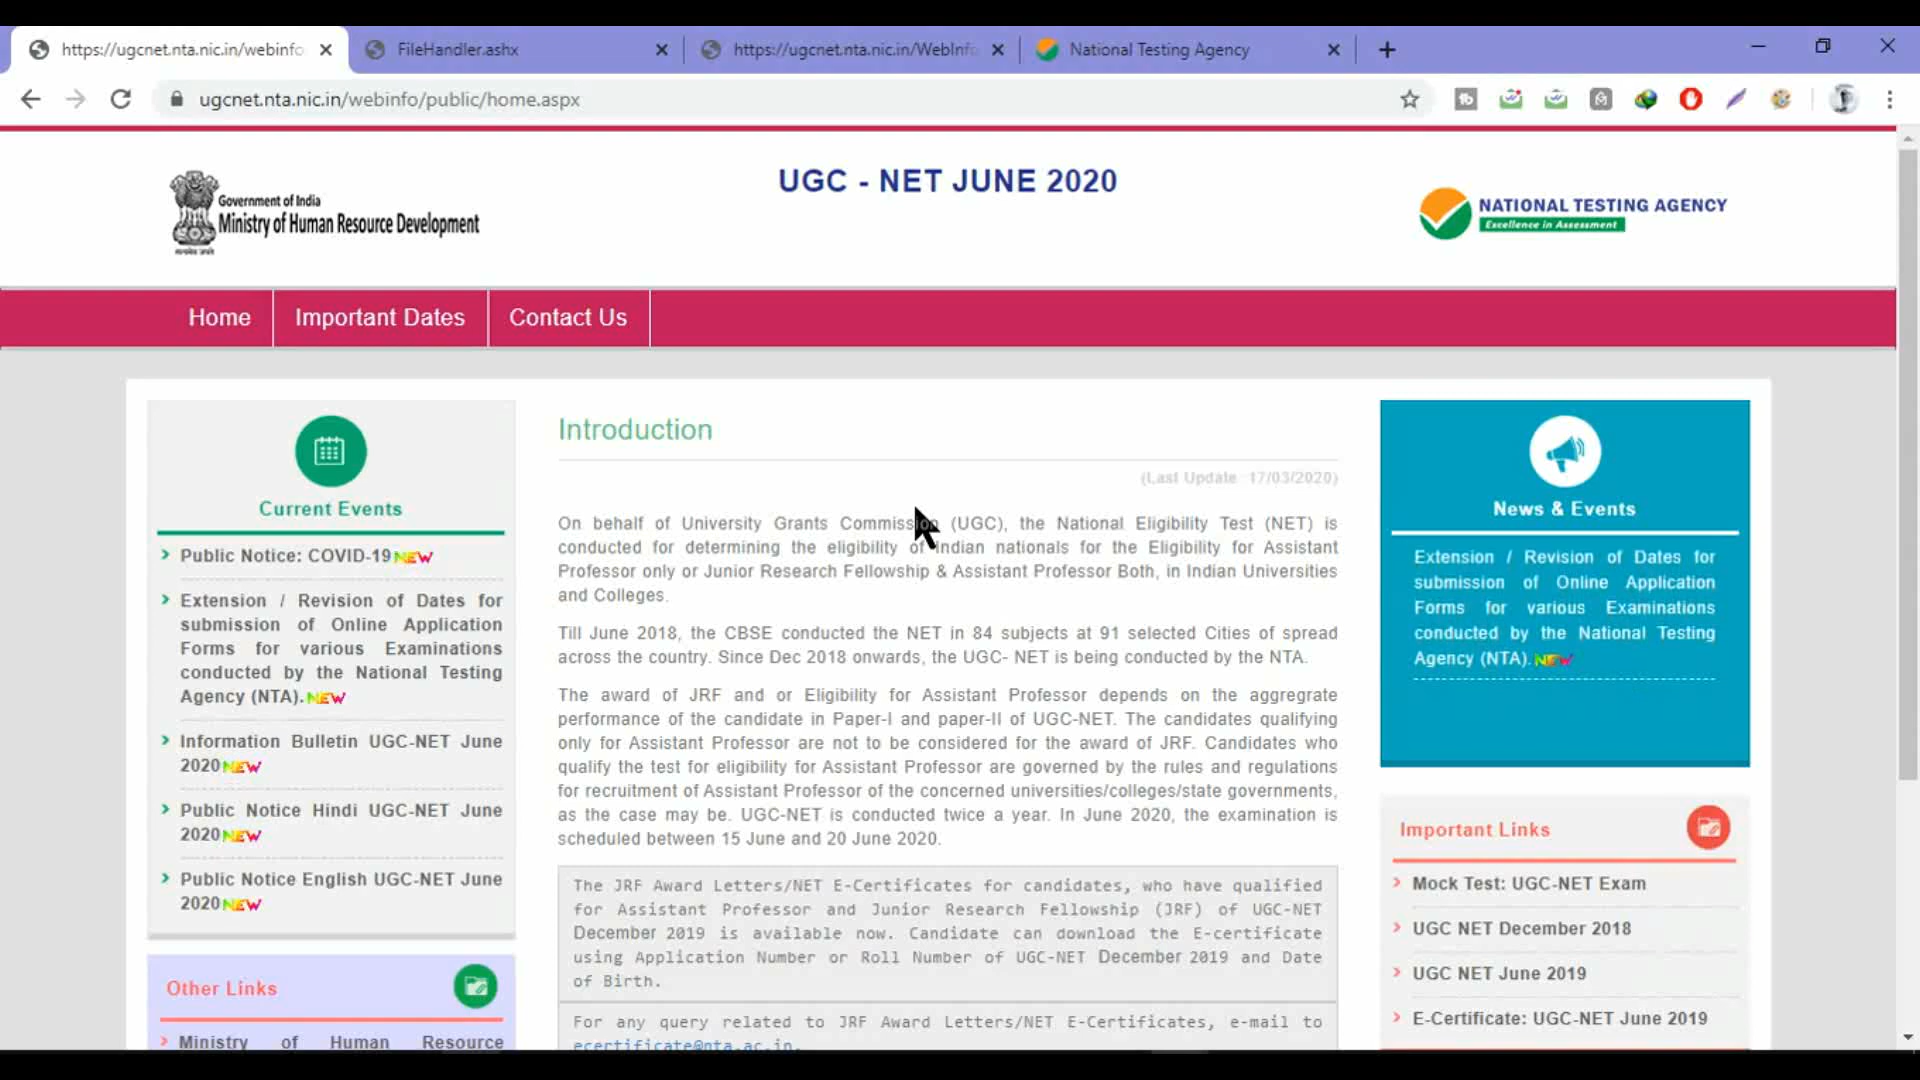 https://ugcnet.nta.nic.in/webinfo
FileHandler.ashx
https://ugcnet.nta.nic.in/WebInfo
National Testing Agency
ugcnet.nta.nic.in/webinfo/public/home.aspx
Government of India
Ministry of Human Resource Development
UGC - NET JUNE 2020
NATIONAL TESTING AGENCY
Excellence in Assessment
Home
Important Dates
Contact Us
Current Events
Public Notice: COVID-19 NEW
Extension / Revision of Dates for
submission of Online Application
Forms for various Examinations
conducted by the National Testing
Agency (NTA). NEW
Information Bulletin UGC-NET June
2020 NEW
Public Notice Hindi UGC-NET June
2020 NEW
Public Notice English UGC-NET June
2020 NEW
Other Links
Ministry of Human Resource
Introduction
(Last Update : 17/03/2020)
On behalf of University Grants Commission (UGC), the National Eligibility Test (NET) is
conducted for determining the eligibility of Indian nationals for the Eligibility for Assistant
Professor only or Junior Research Fellowship & Assistant Professor Both, in Indian Universities
and Colleges.
Till June 2018, the CBSE conducted the NET in 84 subjects at 91 selected Cities of spread
across the country. Since Dec 2018 onwards, the UGC- NET is being conducted by the NTA.
The award of JRF and or Eligibility for Assistant Professor depends on the aggregrate
performance of the candidate in Paper-I and paper-II of UGC-NET. The candidates qualifying
only for Assistant Professor are not to be considered for the award of JRF. Candidates who
qualify the test for eligibility for Assistant Professor are governed by the rules and regulations
for recruitment of Assistant Professor of the concerned universities/colleges/state governments,
as the case may be. UGC-NET is conducted twice a year. In June 2020, the examination is
scheduled between 15 June and 20 June 2020.
The JRF Award Letters/NET E-Certificates for candidates, who have qualified
for Assistant Professor and Junior Research Fellowship (JRF) of UGC-NET
December 2019 is available now. Candidate can download the E-certificate
using Application Number or Roll Number of UGC-NET December 2019 and Date
of Birth.
For any query related to JRF Award Letters/NET E-Certificates, e-mail to
ecertificate@nta.ac.in.
News & Events
Extension / Revision of Dates for
submission of Online Application
Forms for various Examinations
conducted by the National Testing
Agency (NTA). NEW
Important Links
Mock Test: UGC-NET Exam
UGC NET December 2018
UGC NET June 2019
E-Certificate: UGC-NET June 2019